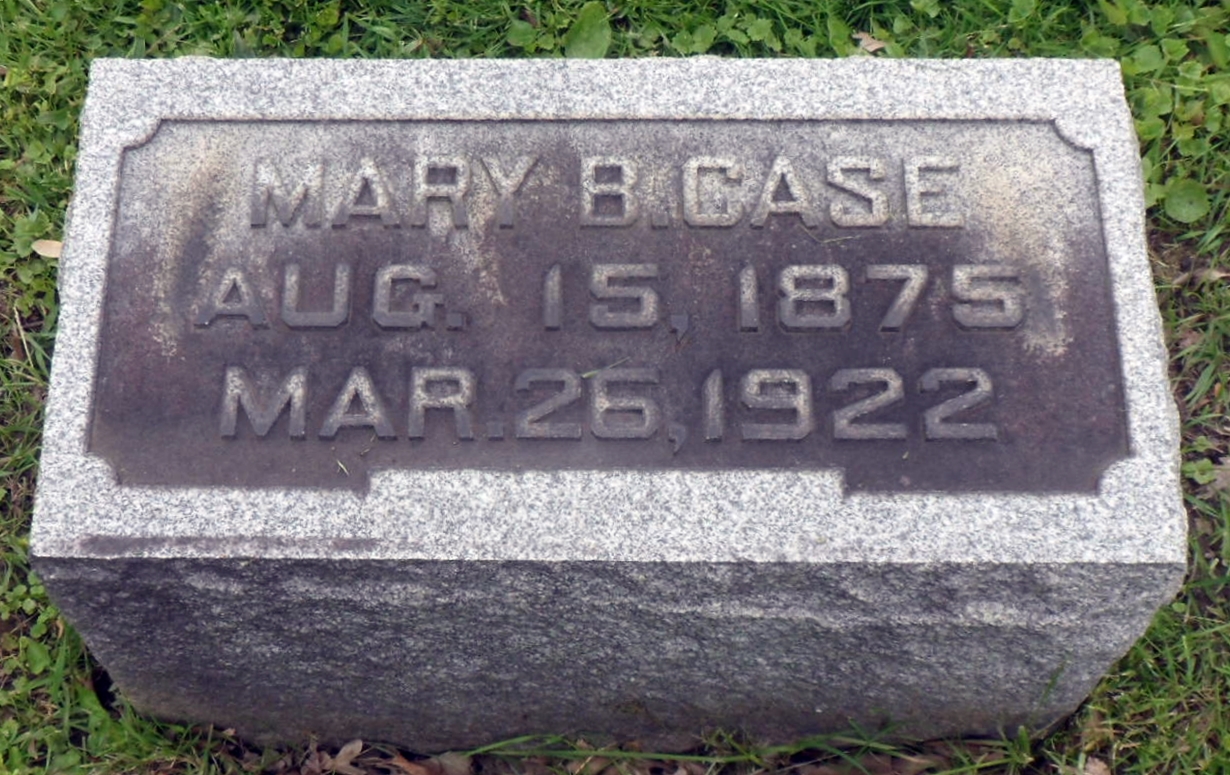 MARY B. CASE
AUG. 15, 1875
MAR. 26, 1922